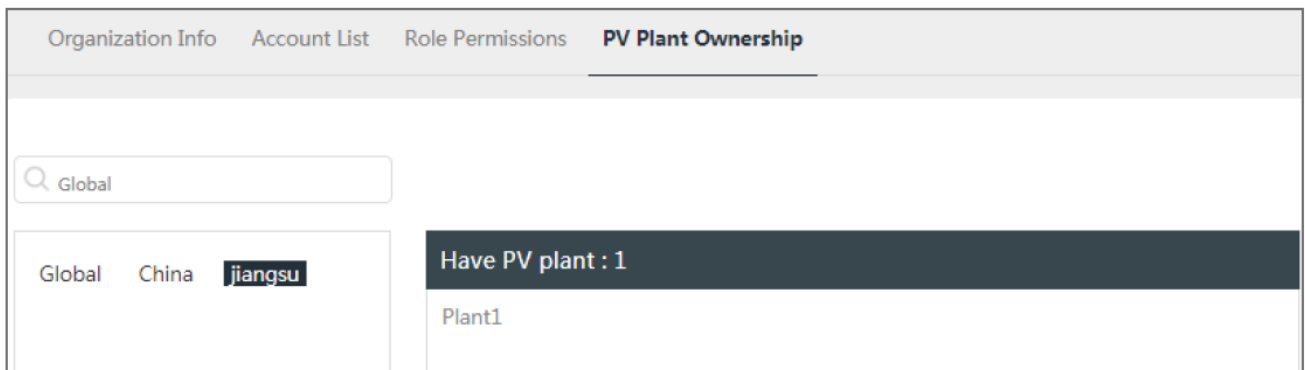 Organization Info Account List Role Permissions PV Plant Ownership
Global
Global China jiangsu
Have PV plant : 1
Plant1